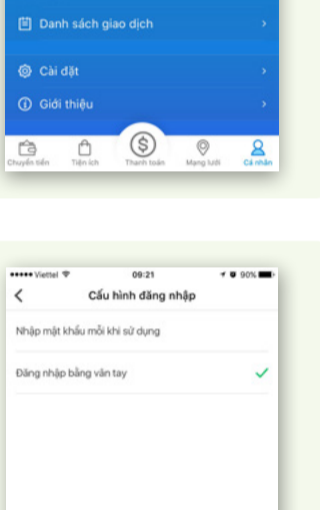 Danh sách giao dịch
Cài đặt
Giới thiệu
Chuyển tiền Tiện ích Thanh toán Mạng lưới Cá nhân
Viettel 09:21 90%
Cấu hình đăng nhập
Nhập mật khẩu mỗi khi sử dụng
Đăng nhập bằng vân tay